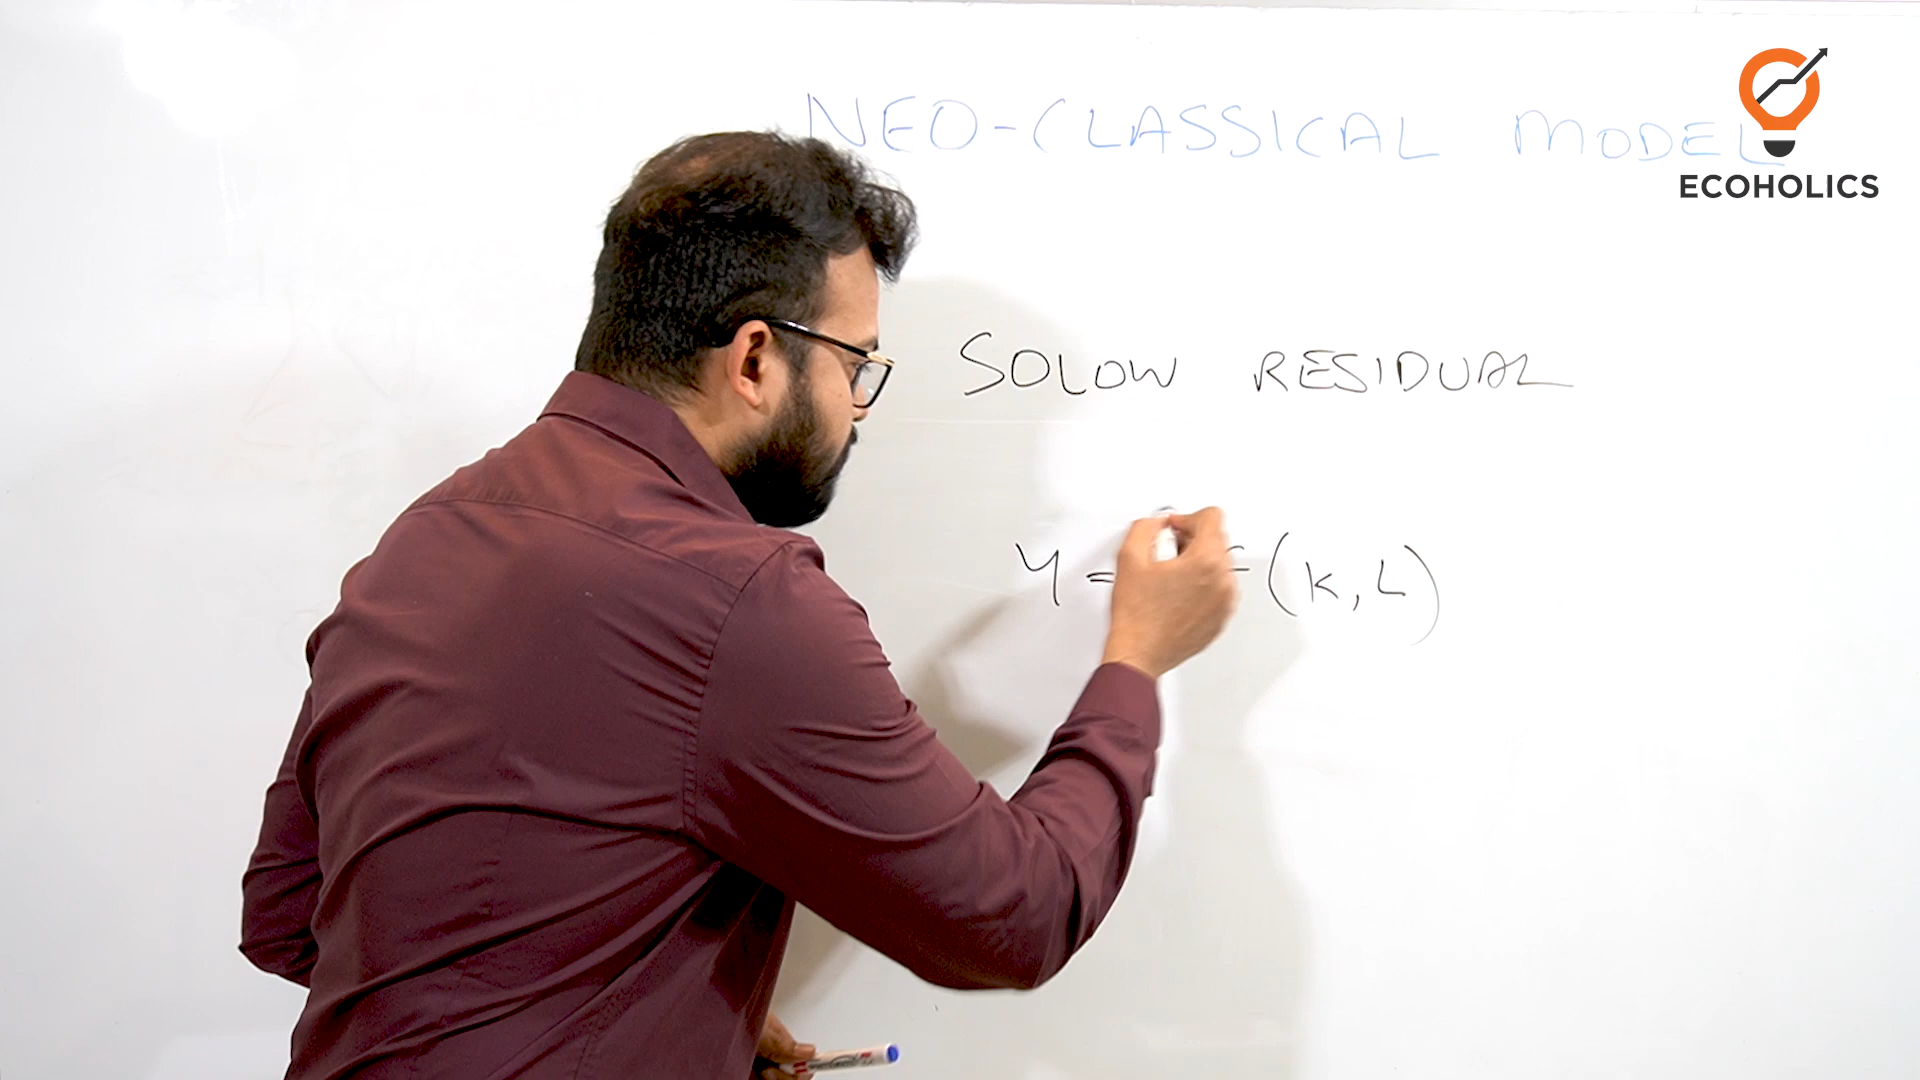 NEO-CLASSICAL MODEL
ECOHOLICS
SOLOW RESIDUAL
Y = F (K, L)